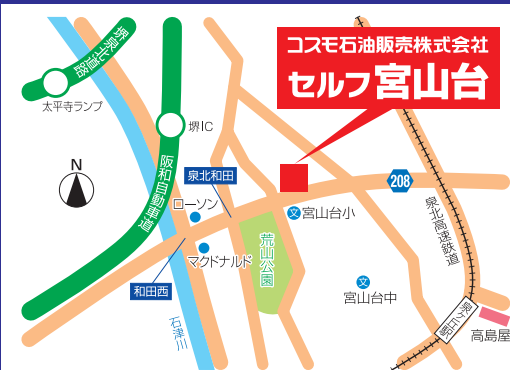 コスモ石油販売株式会社
セルフ 宮山台
堺泉北道路
太平寺ランプ
堺IC
N
阪和自動車道
泉北和田
ローソン
208
宮山台小
文
泉北高速鉄道
荒山公園
マクドナルド
和田西
文
宮山台中
石津川
泉ヶ丘駅
高島屋